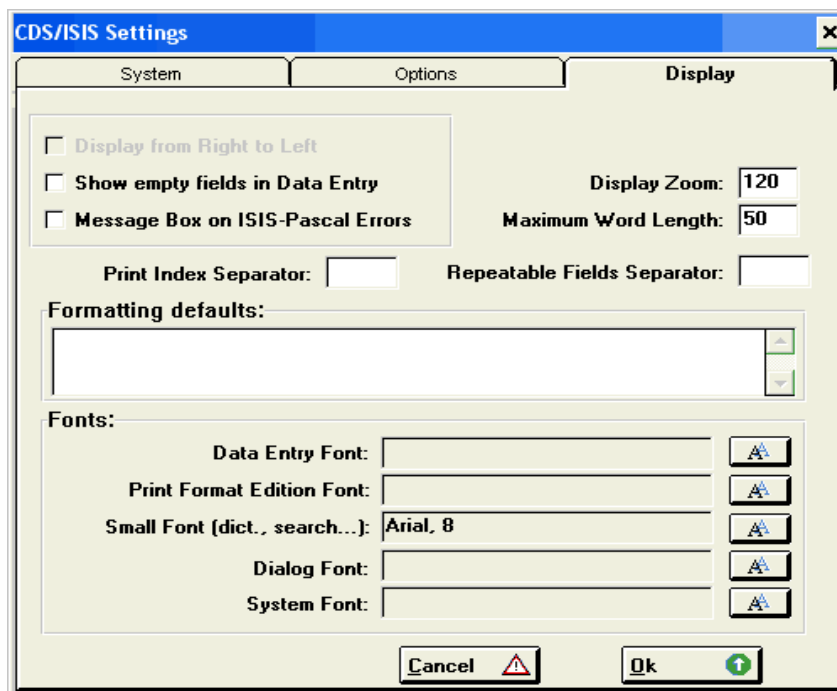 CDS/ISIS Settings
System Options Display
Display from Right to Left
Show empty fields in Data Entry
Display Zoom: 120
Message Box on ISIS-Pascal Errors
Maximum Word Length: 50
Print Index Separator:
Repeatable Fields Separator:
Formatting defaults:
Fonts:
Data Entry Font:
Print Format Edition Font:
Small Font (dict., search...): Arial, 8
Dialog Font:
System Font:
Cancel Ok